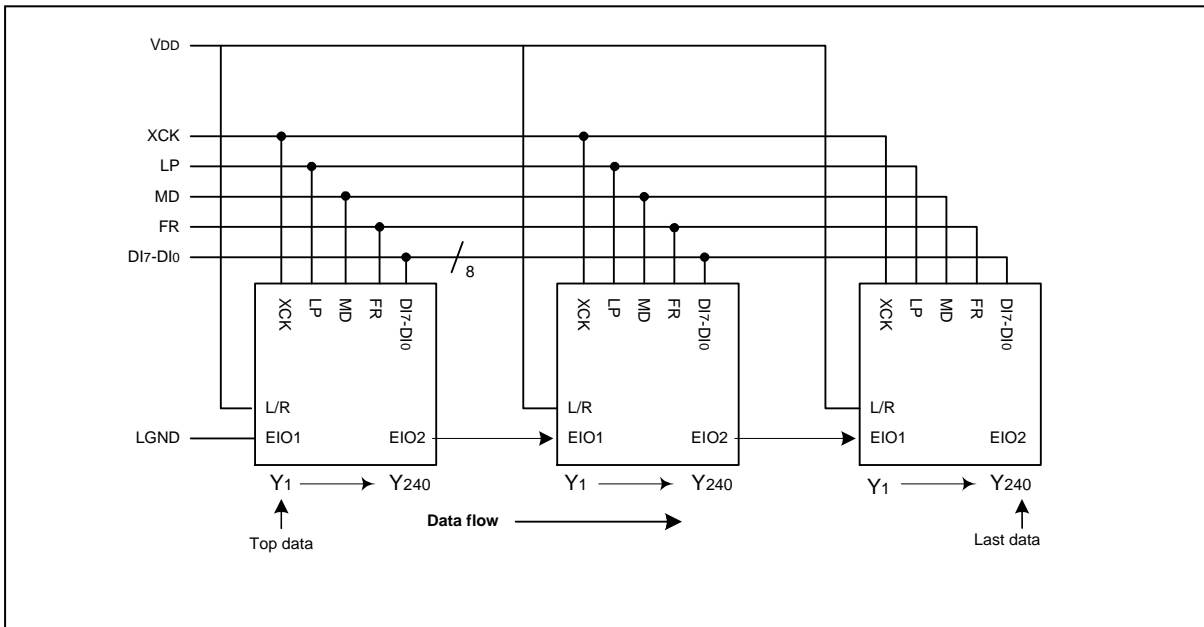 VDD
XCK
LP
MD
FR
DI7-DI0
8
XCK LP MD FR DI7-DI0
XCK LP MD FR DI7-DI0
XCK LP MD FR DI7-DI0
L/R
L/R
L/R
LGND
EIO1 EIO2
EIO1 EIO2
EIO1 EIO2
Y1 Y240
Y1 Y240
Y1 Y240
Data flow
Top data
Last data